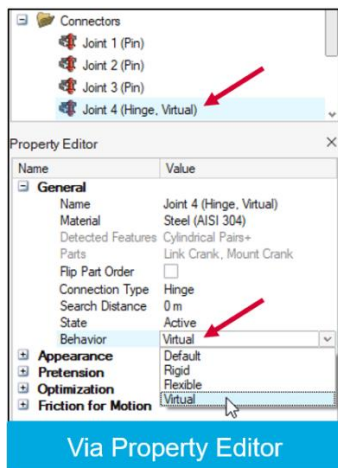 Connectors
Joint 1 (Pin)
Joint 2 (Pin)
Joint 3 (Pin)
Joint 4 (Hinge, Virtual)
Property Editor
Name Value
General
Name Joint 4 (Hinge, Virtual)
Material Steel (AISI 304)
Detected Features Cylindrical Pairs+
Parts Link Crank, Mount Crank
Flip Part Order
Connection Type Hinge
Search Distance 0 m
State Active
Behavior Virtual
Appearance Default
Pretension Rigid
Optimization Flexible
Friction for Motion Virtual
Via Property Editor